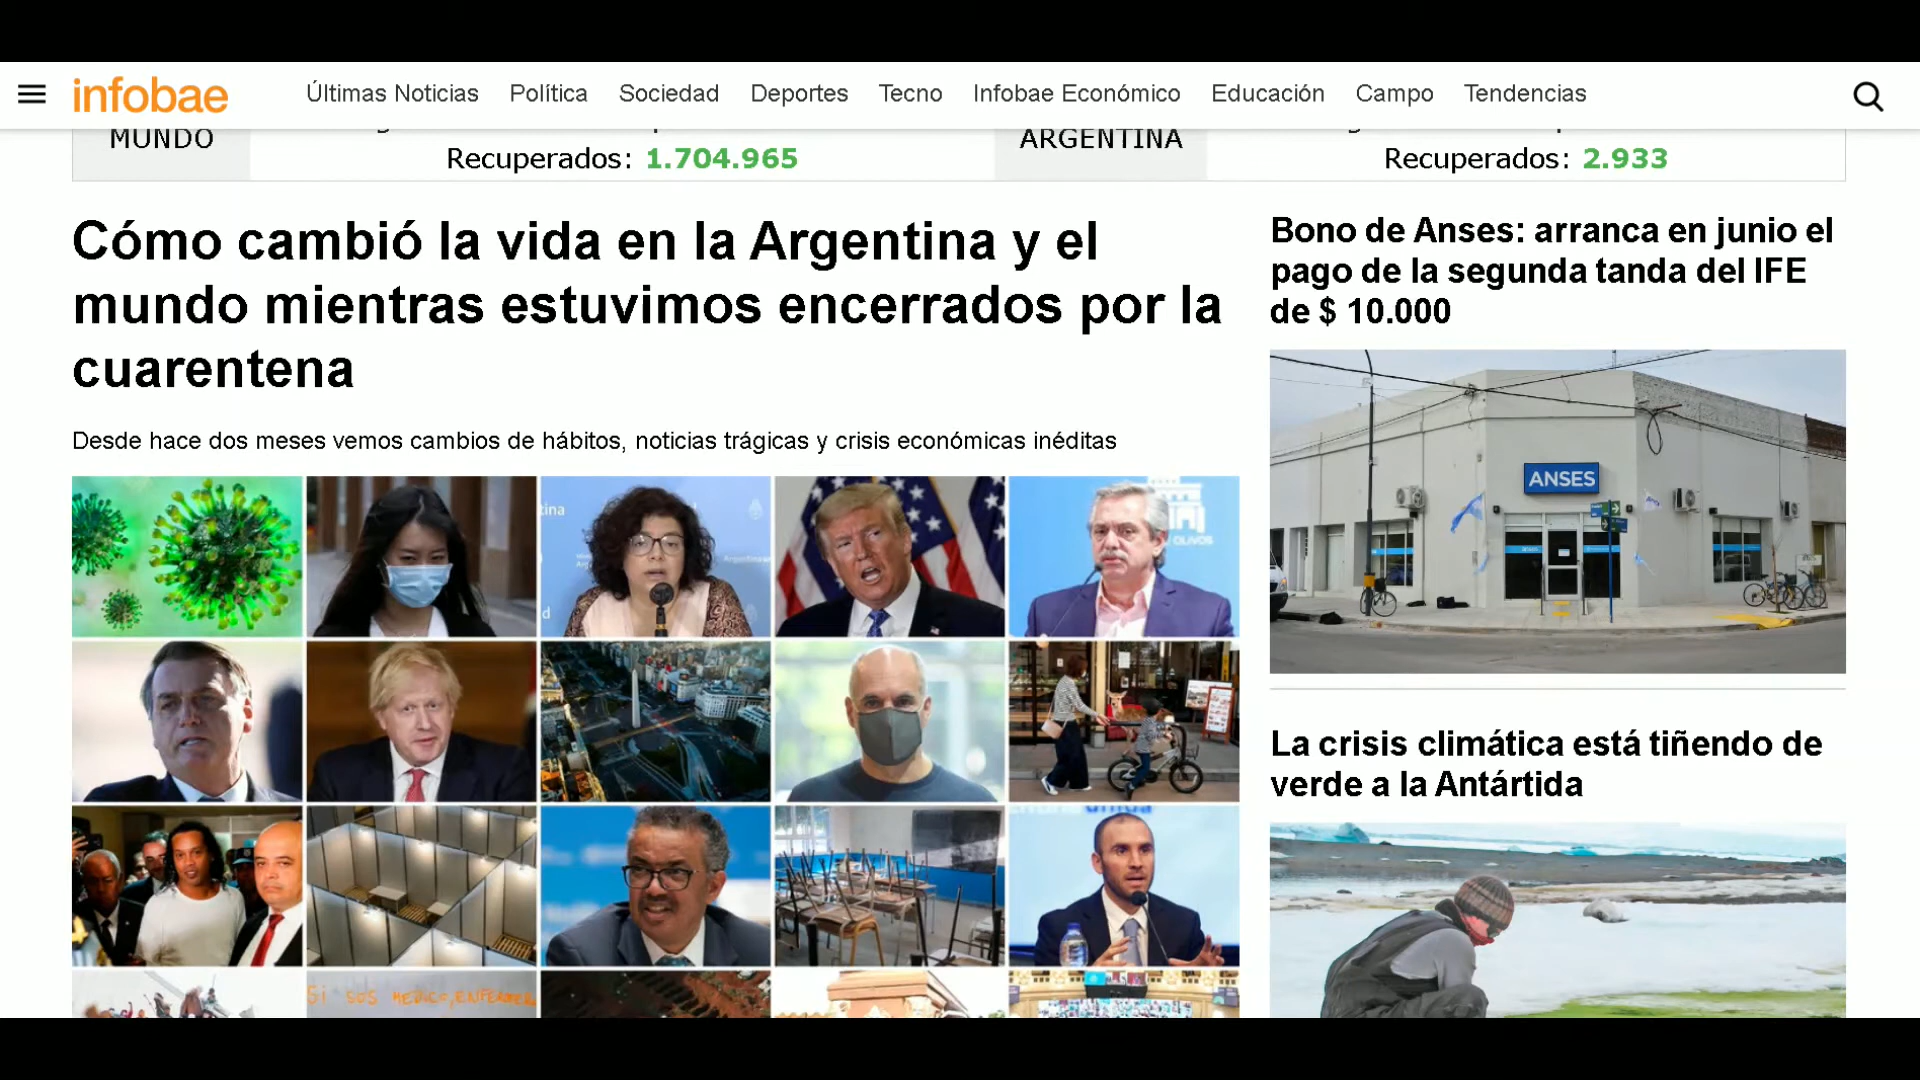 infobae
Últimas Noticias Política Sociedad Deportes Tecno Infobae Económico Educación Campo Tendencias
MUNDO
Recuperados: 1.704.965
ARGENTINA
Recuperados: 2.933
Cómo cambió la vida en la Argentina y el
mundo mientras estuvimos encerrados por la
cuarentena
Desde hace dos meses vemos cambios de hábitos, noticias trágicas y crisis económicas inéditas
Bono de Anses: arranca en junio el
pago de la segunda tanda del IFE
de $ 10.000
ANSES
La crisis climática está tiñendo de
verde a la Antártida